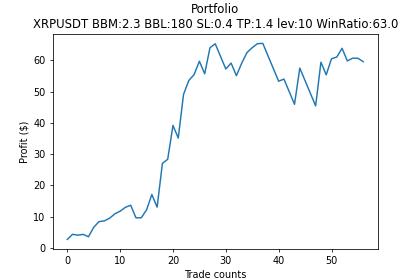 Portfolio
XRPUSDT BBM:2.3 BBL:180 SL:0.4 TP:1.4 lev:10 WinRatio:63.0
Profit ($)
60
50
40
30
20
10
0
0 10 20 30 40 50
Trade counts